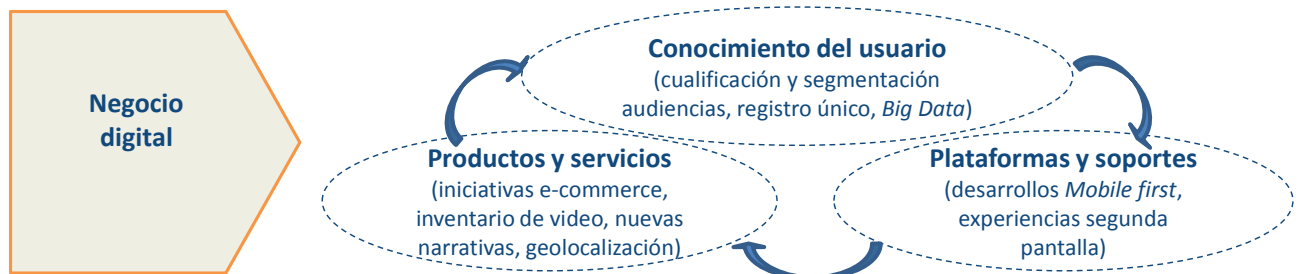 Negocio
digital
Conocimiento del usuario
(cualificación y segmentación
audiencias, registro único, Big Data)
Productos y servicios
(iniciativas e-commerce,
inventario de video, nuevas
narrativas, geolocalización)
Plataformas y soportes
(desarrollos Mobile first,
experiencias segunda
pantalla)